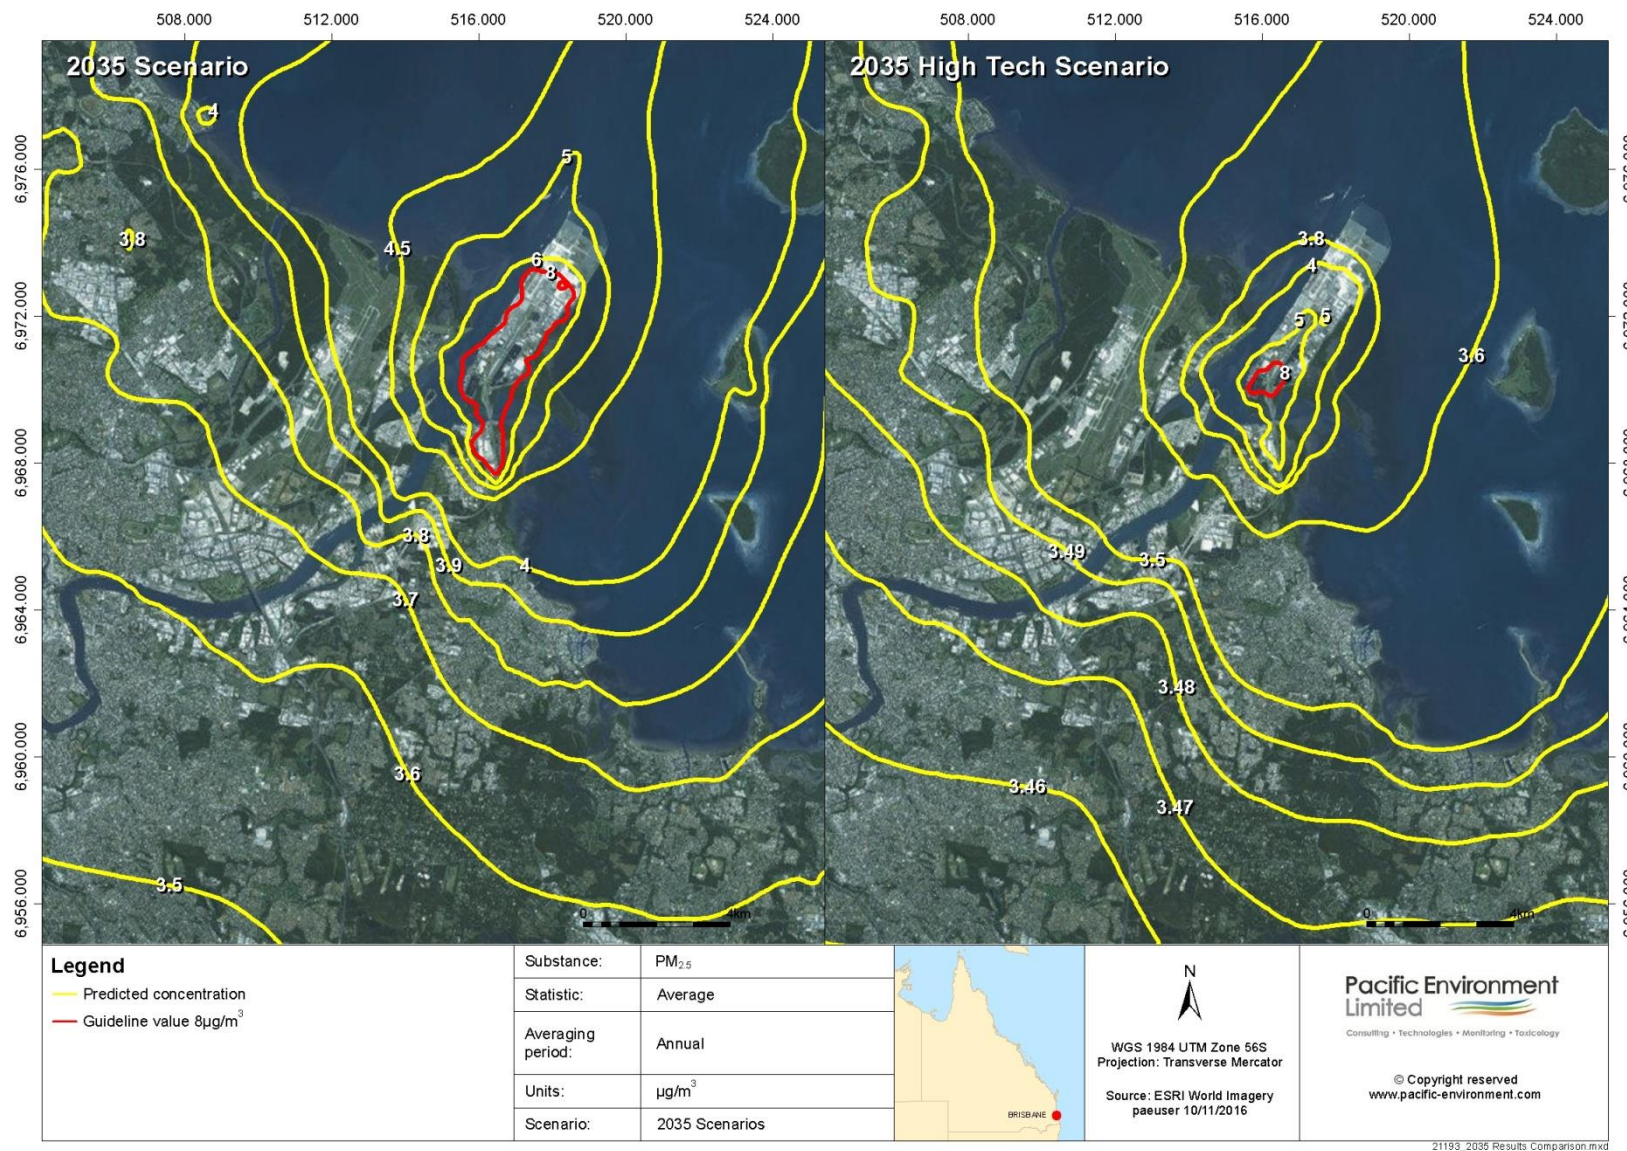 508.000 512.000 516.000 520.000 524.000 508.000 512.000 516.000 520.000 524.000
2035 Scenario
2035 High Tech Scenario
4
5
3.8
4.5
6
8
3.8
3.9
4
3.7
3.6
3.5
3.8
4
5 5
3.6
8
3.49
3.5
3.48
3.46
3.47
6,976.000
6,972.000
6,968.000
6,964.000
6,960.000
6,956.000
0 4km
0 4km
Legend
Predicted concentration
Guideline value 8µg/m³
Substance: PM2.5
Statistic: Average
Averaging period: Annual
Units: µg/m³
Scenario: 2035 Scenarios
BRISBANE
N
WGS 1984 UTM Zone 56S
Projection: Transverse Mercator
Source: ESRI World Imagery
paeuser 10/11/2016
Pacific Environment
Limited
Consulting • Technologies • Monitoring • Toxicology
© Copyright reserved
www.pacific-environment.com
21193_2035 Results Comparison.mxd